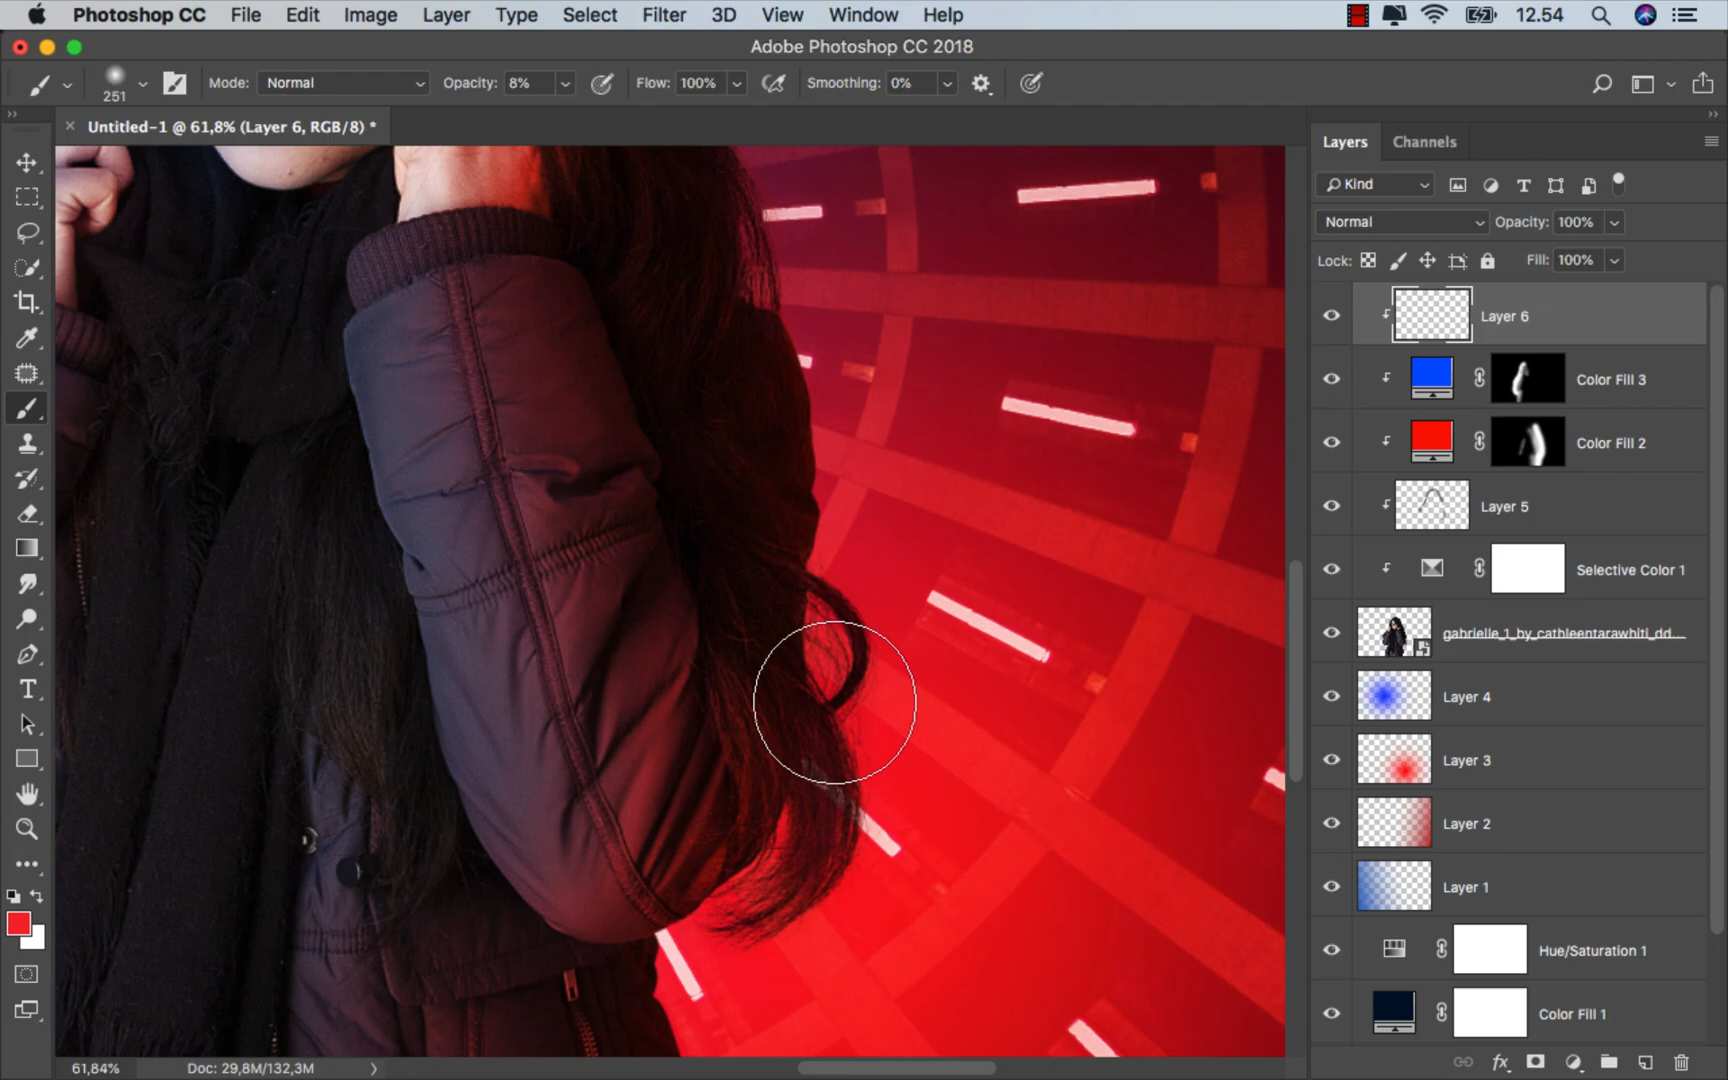 Photoshop CC File Edit Image Layer Type Select Filter 3D View Window Help 12.54
Adobe Photoshop CC 2018
251 Mode: Normal Opacity: 8% Flow: 100% Smoothing: 0%
Untitled-1 @ 61,8% (Layer 6, RGB/8) *
Layers Channels
Kind
Normal Opacity: 100%
Lock: Fill: 100%
Layer 6
Color Fill 3
Color Fill 2
Layer 5
Selective Color 1
gabrielle_1_by_cathleentarawhiti_dd...
Layer 4
Layer 3
Layer 2
Layer 1
Hue/Saturation 1
Color Fill 1
61,84% Doc: 29,8M/132,3M